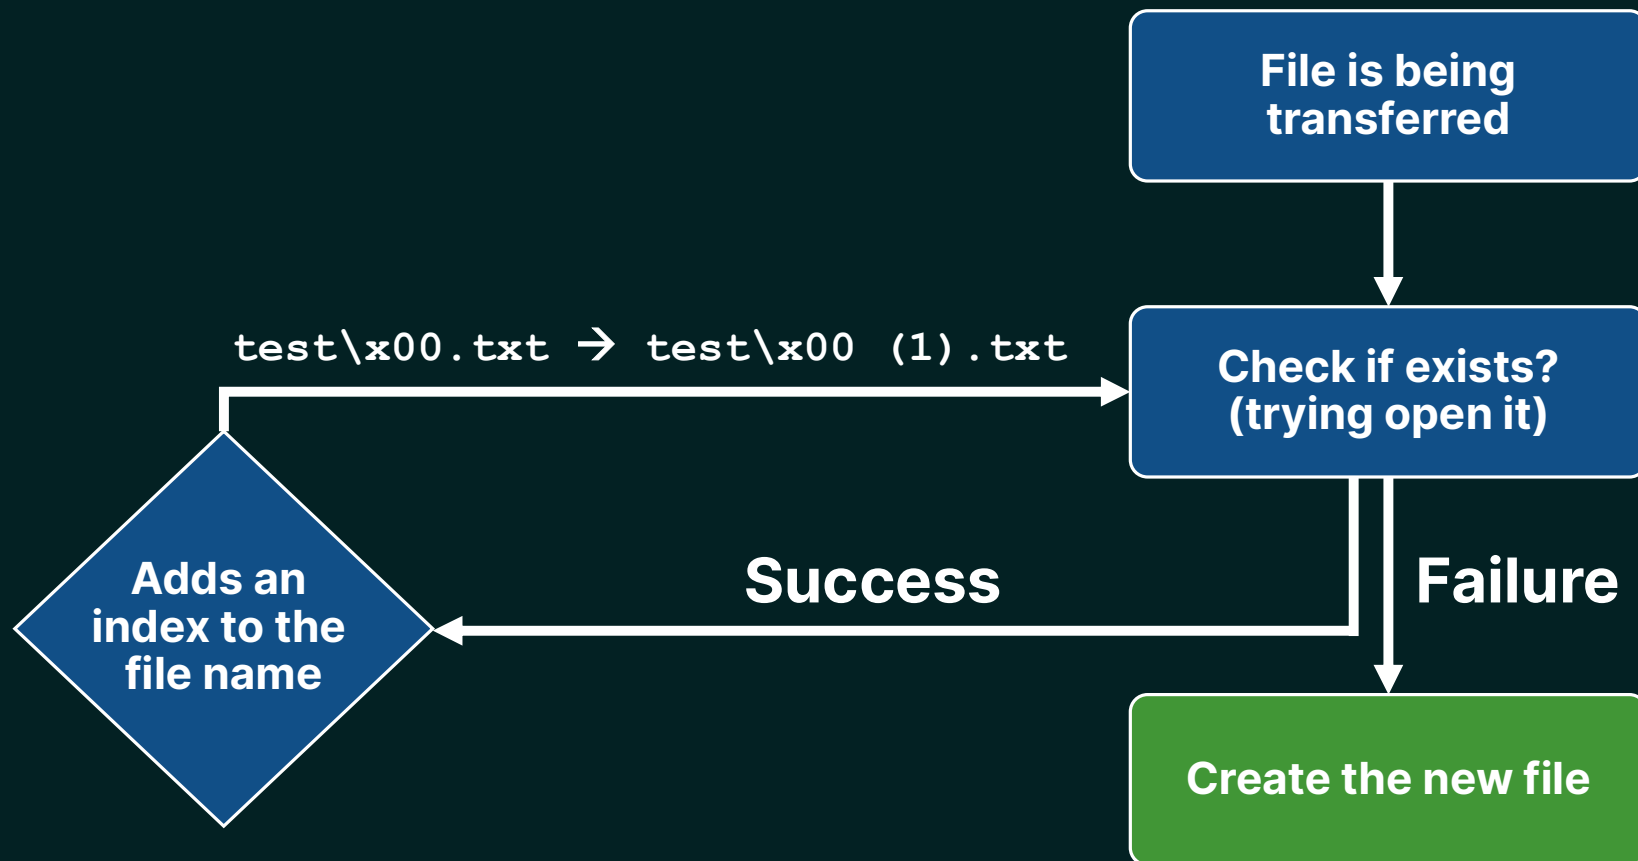 File is being
transferred
test\x00.txt → test\x00 (1).txt
Check if exists?
(trying open it)
Success
Failure
Adds an
index to the
file name
Create the new file